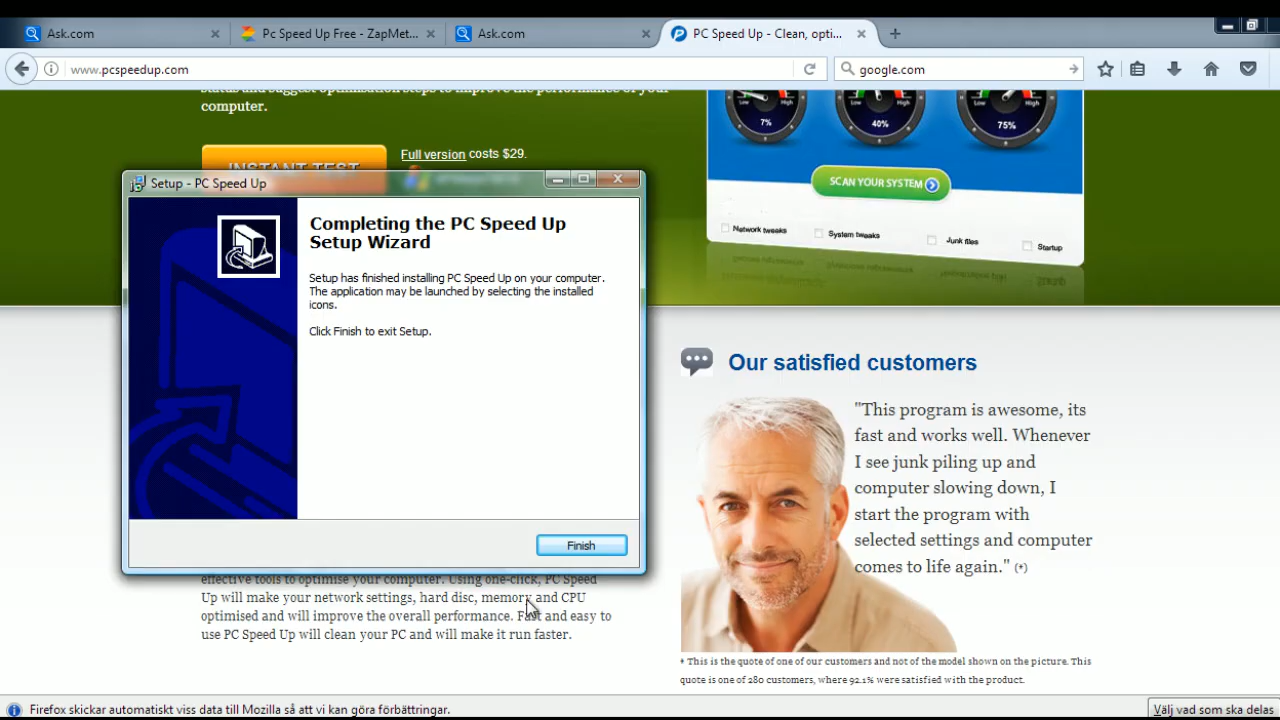 Ask.com
Pc Speed Up Free - ZapMet...
Ask.com
PC Speed Up - Clean, opti...
www.pcspeedup.com
google.com
status and suggest optimisation steps to improve the performance of your
computer.
INSTANT TEST
Full version costs $29.
Low High
7%
Low High
40%
Low High
75%
SCAN YOUR SYSTEM
Network tweaks
System tweaks
Junk files
Startup
Setup - PC Speed Up
Completing the PC Speed Up
Setup Wizard
Setup has finished installing PC Speed Up on your computer.
The application may be launched by selecting the installed
icons.
Click Finish to exit Setup.
Finish
effective tools to optimise your computer. Using one-click, PC Speed
Up will make your network settings, hard disc, memory and CPU
optimised and will improve the overall performance. Fast and easy to
use PC Speed Up will clean your PC and will make it run faster.
Our satisfied customers
"This program is awesome, its
fast and works well. Whenever
I see junk piling up and
computer slowing down, I
start the program with
selected settings and computer
comes to life again." (*)
* This is the quote of one of our customers and not of the model shown on the picture. This
quote is one of 280 customers, where 92.1% were satisfied with the product.
Firefox skickar automatiskt viss data till Mozilla så att vi kan göra förbättringar.
Välj vad som ska delas